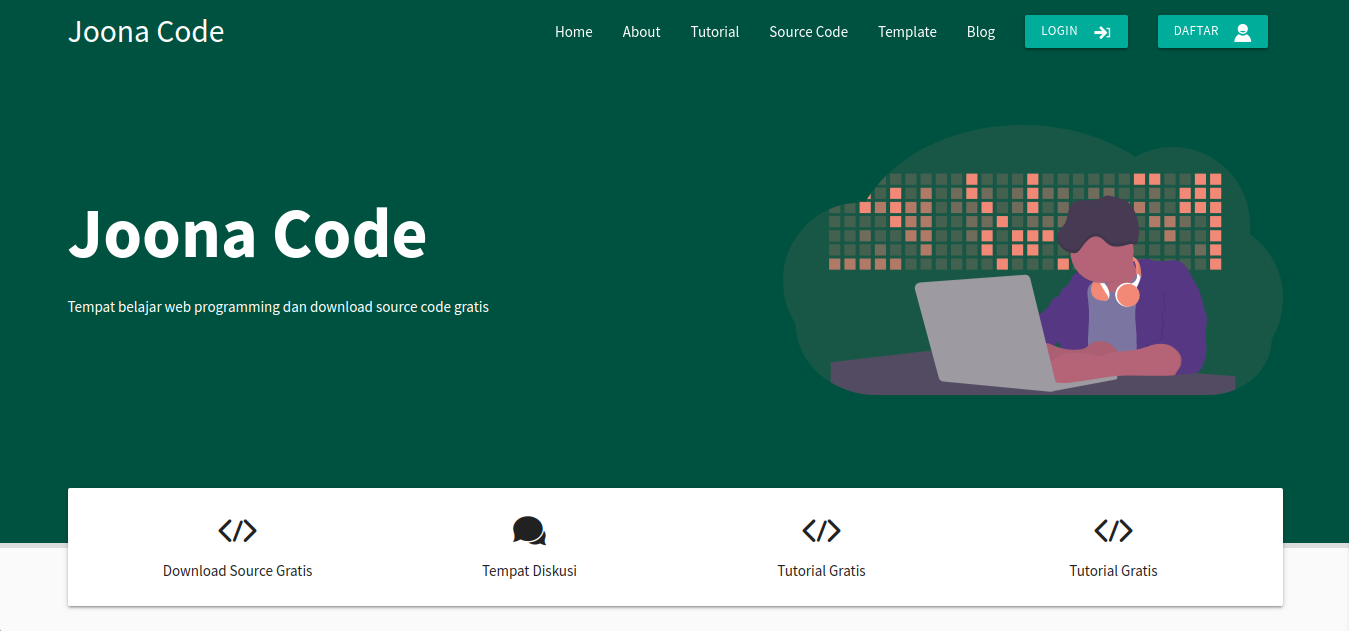 Joona Code
Home About Tutorial Source Code Template Blog LOGIN DAFTAR
Joona Code
Tempat belajar web programming dan download source code gratis
Download Source Gratis Tempat Diskusi Tutorial Gratis Tutorial Gratis